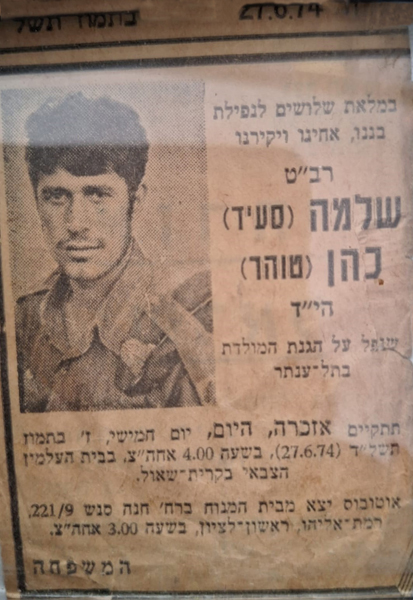 27.6.74
בתמוז תשל
במלאת שלושים לנפילת
בננו, אחינו ויקירנו
רב״ט
שלמה (סעיד)
כהן (טוהר)
הי״ד
שנפל על הגנת המולדת
בתל־ענתר
תתקיים אזכרה, היום, יום חמישי, ז׳ בתמוז
תשל״ד (27.6.74), בשעה 4.00 אחה״צ, בבית העלמין
הצבאי בקרית־שאול.
אוטובוס יצא מבית המנוח ברח׳ חנה סנש 221/9,
רמת־אליהו, ראשון־לציון, בשעה 3.00 אחה״צ.
המשפחה